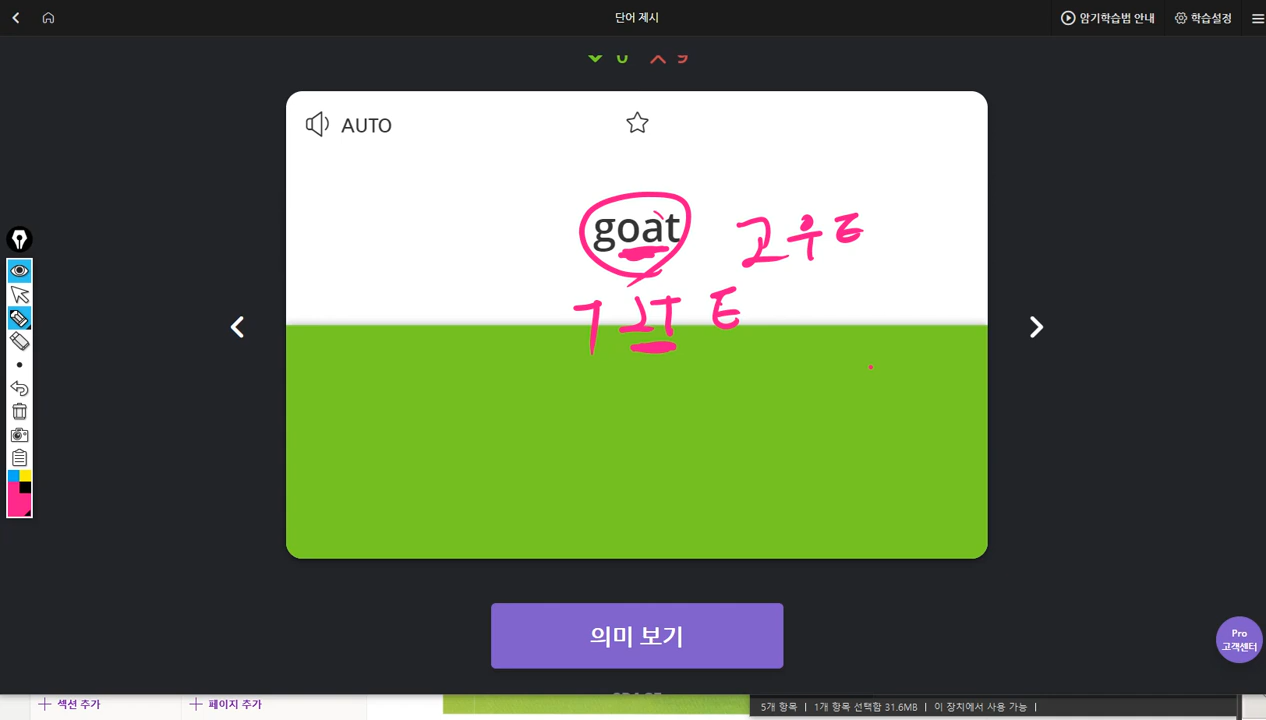 단어 제시
암기학습법 안내
학습설정
AUTO
goat
고우트
ㄱ ㅗㅜ ㅌ
의미 보기
Pro
고객센터
섹션 추가
페이지 추가
5개 항목 | 1개 항목 선택함 31.6MB | 이 장치에서 사용 가능 |